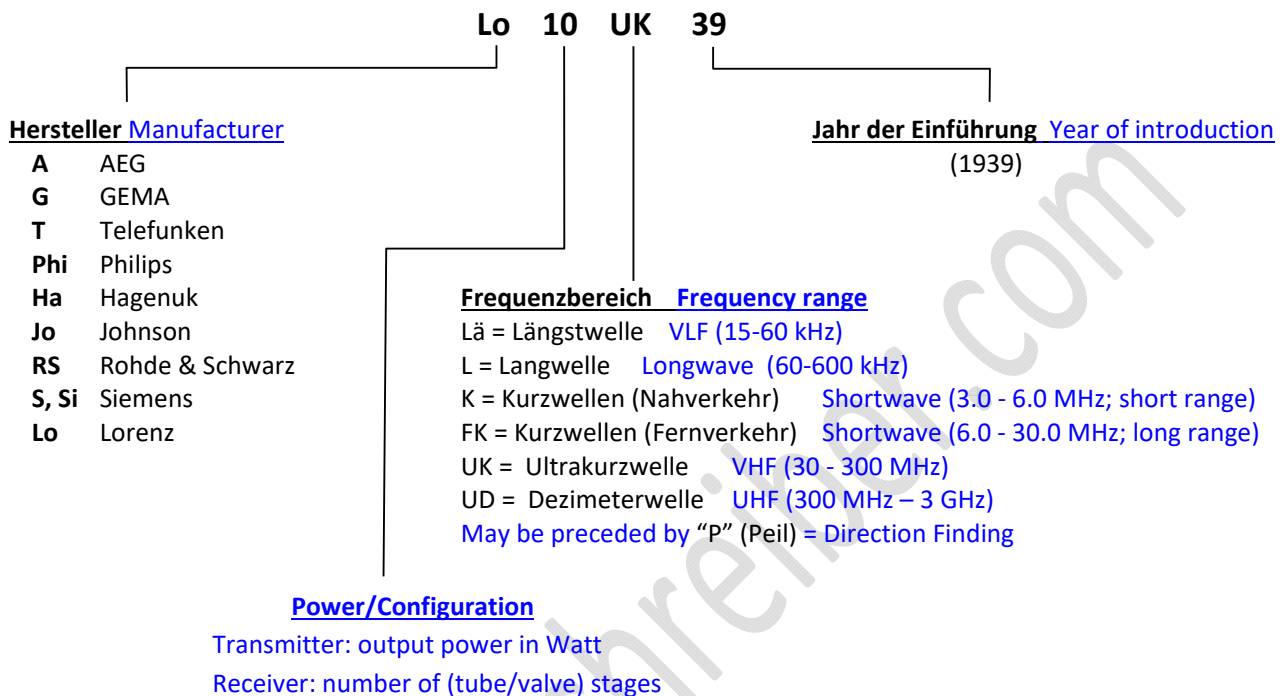 Lo 10 UK 39
Hersteller Manufacturer
A AEG
G GEMA
T Telefunken
Phi Philips
Ha Hagenuk
Jo Johnson
RS Rohde & Schwarz
S, Si Siemens
Lo Lorenz
Jahr der Einführung Year of introduction
(1939)
Frequenzbereich Frequency range
Lä = Längstwelle VLF (15-60 kHz)
L = Langwelle Longwave (60-600 kHz)
K = Kurzwellen (Nahverkehr) Shortwave (3.0 - 6.0 MHz; short range)
FK = Kurzwellen (Fernverkehr) Shortwave (6.0 - 30.0 MHz; long range)
UK = Ultrakurzwelle VHF (30 - 300 MHz)
UD = Dezimeterwelle UHF (300 MHz – 3 GHz)
May be preceded by “P” (Peil) = Direction Finding
Power/Configuration
Transmitter: output power in Watt
Receiver: number of (tube/valve) stages
hreiber.com